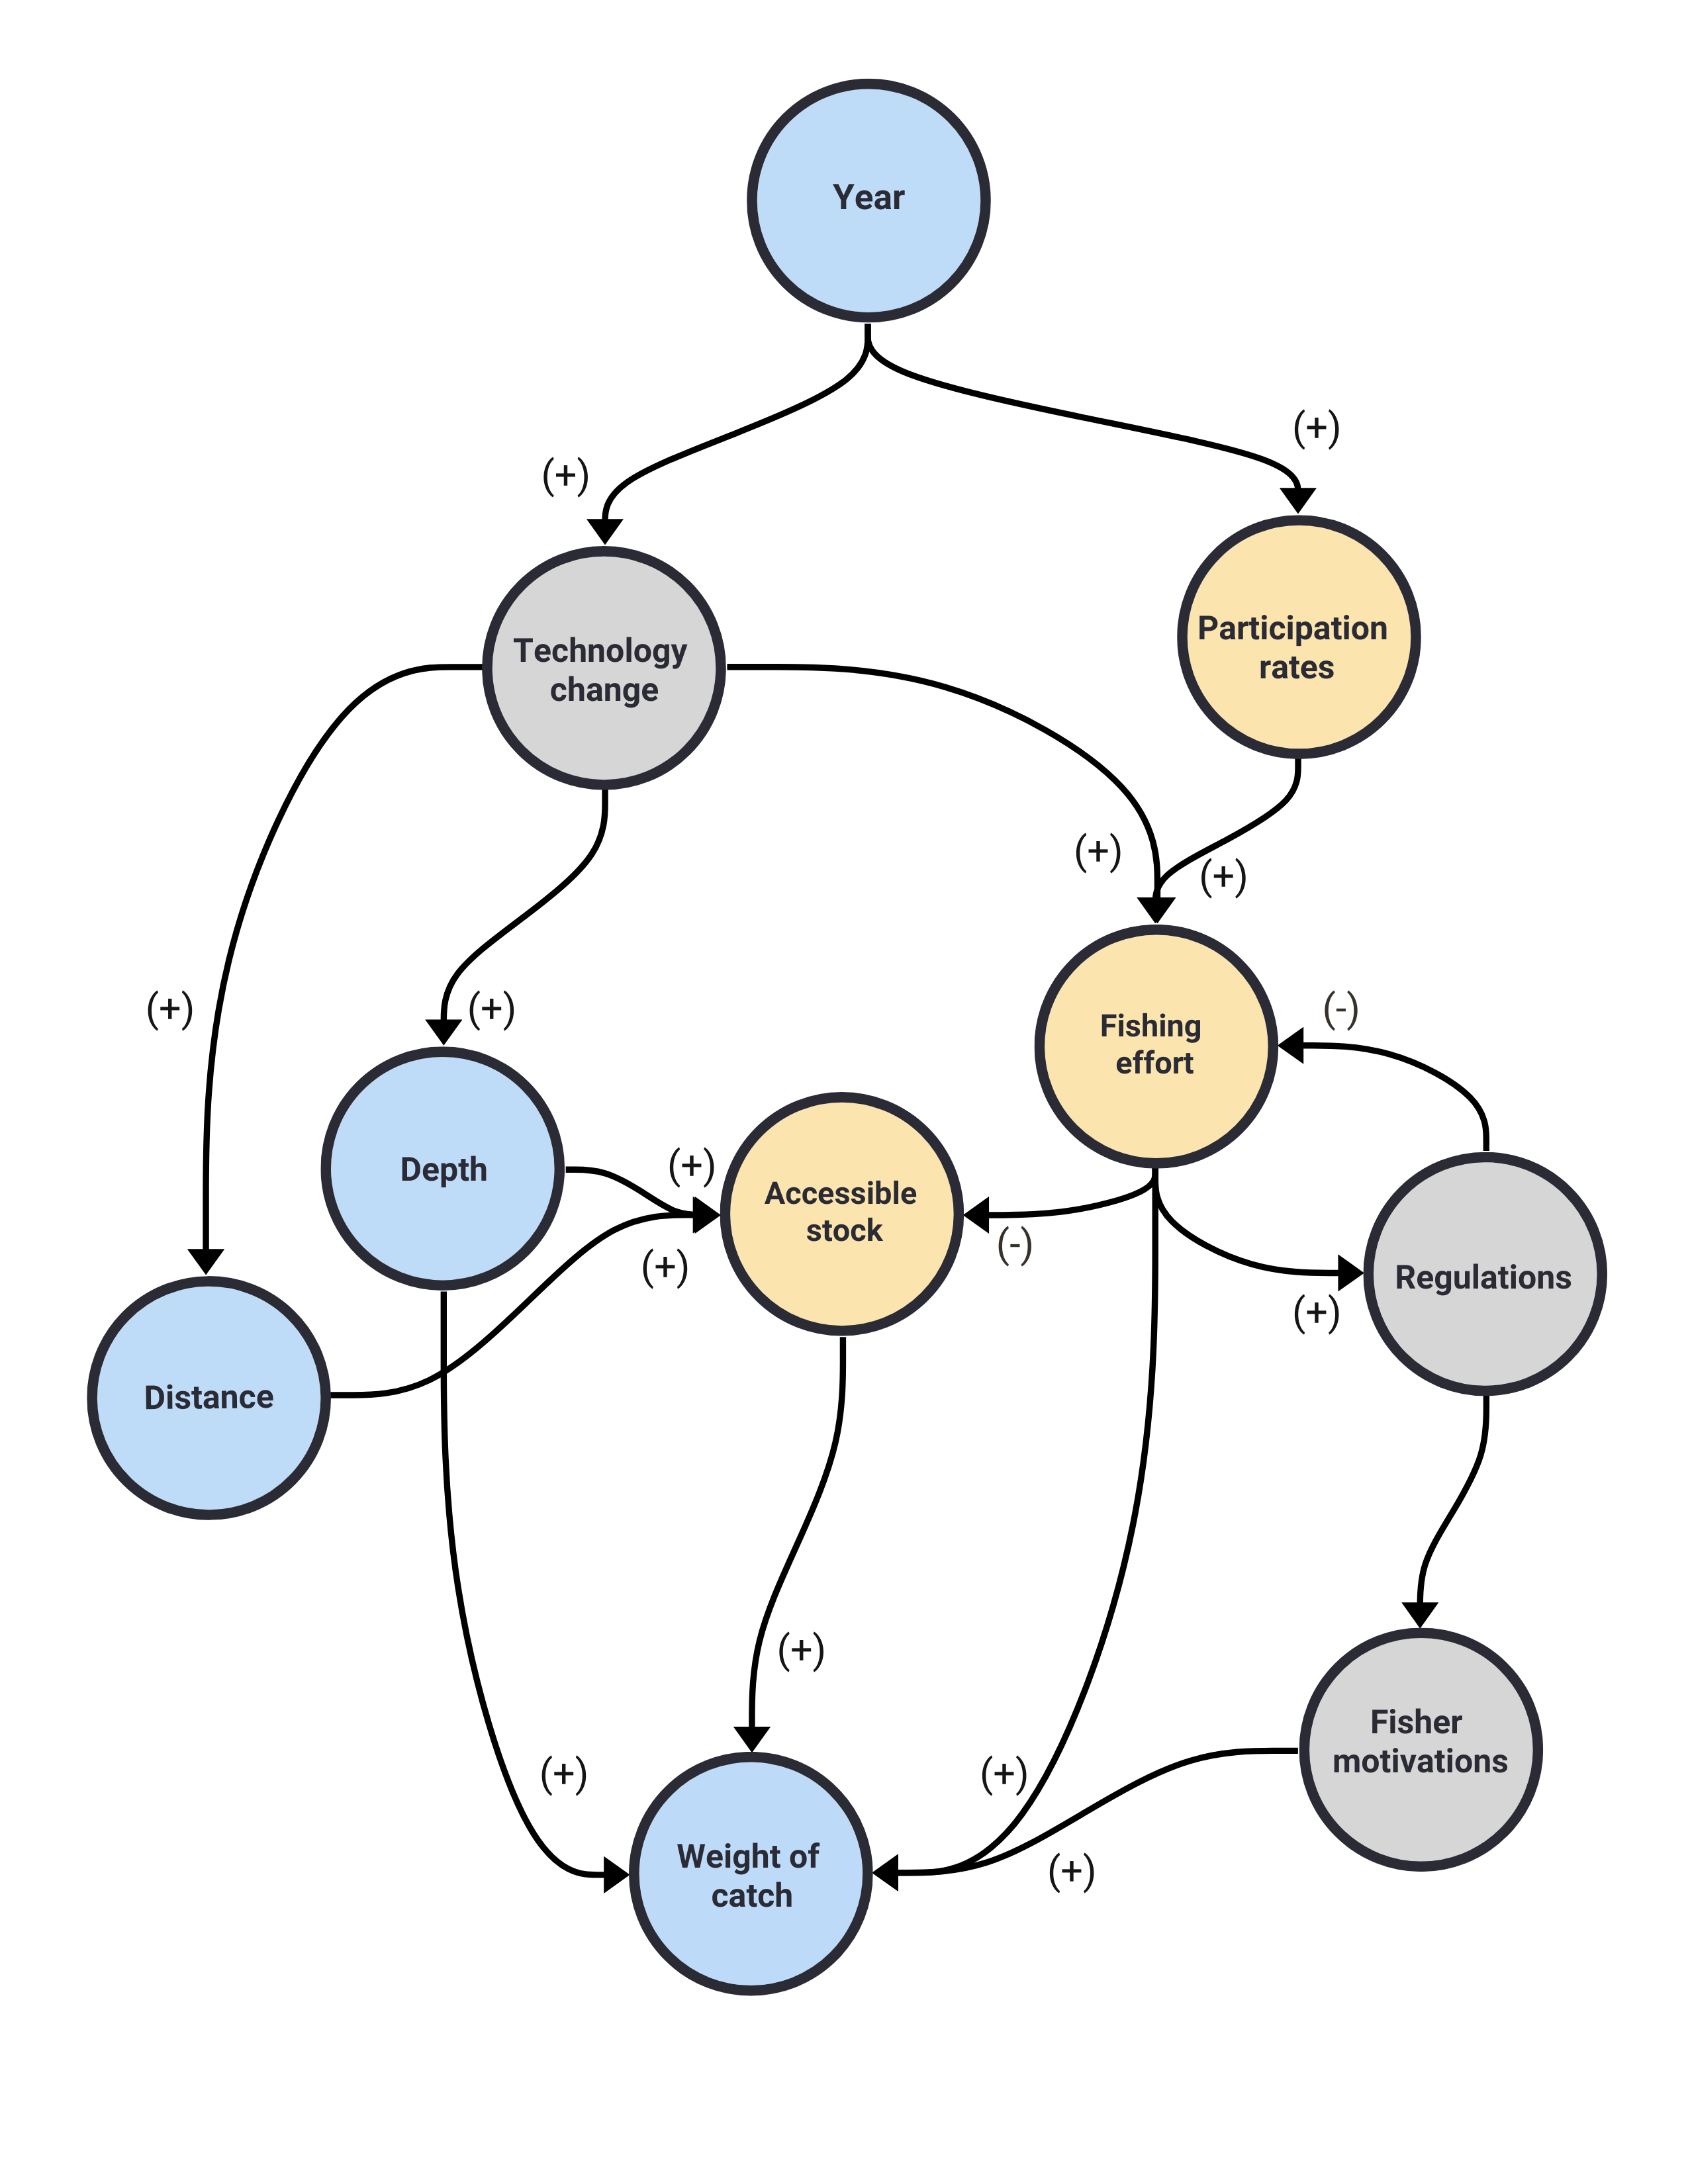 Year
(+)
(+)
Technology
change
Participation
rates
(+)
(+)
(+)
(+)
Fishing
effort
(-)
Depth
(+)
Accessible
stock
(+)
(-)
Regulations
(+)
Distance
(+)
Fisher
motivations
(+)
(+)
Weight of
catch
(+)